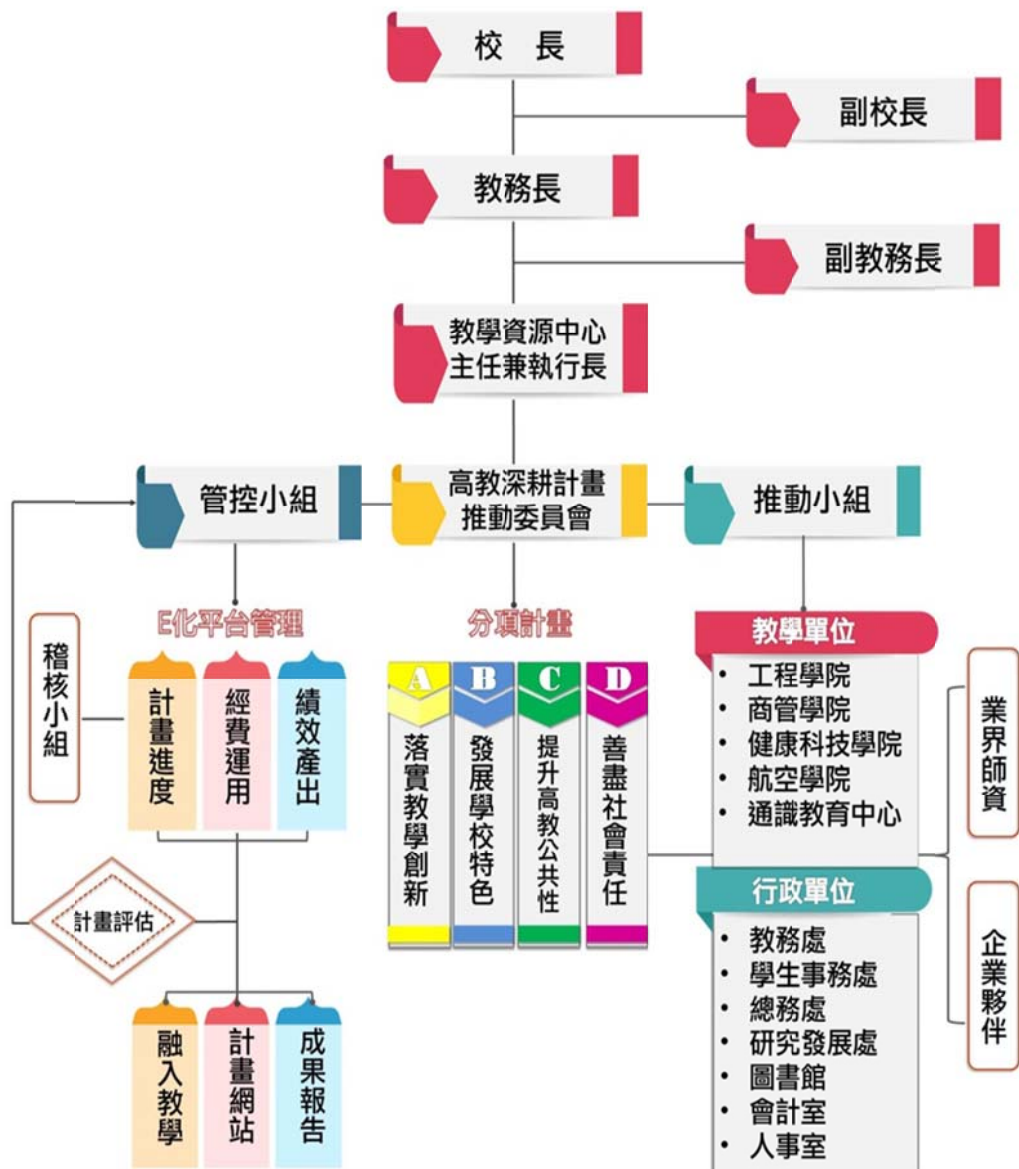 校 長
副校長
教務長
副教務長
教學資源中心
主任兼執行長
管控小組
高教深耕計畫
推動委員會
推動小組
E化平台管理
稽核小組
計畫進度
經費運用
績效產出
計畫評估
融入教學
計畫網站
成果報告
分項計畫
A
落實教學創新
B
發展學校特色
C
提升高教公共性
D
善盡社會責任
教學單位
• 工程學院
• 商管學院
• 健康科技學院
• 航空學院
• 通識教育中心
行政單位
• 教務處
• 學生事務處
• 總務處
• 研究發展處
• 圖書館
• 會計室
• 人事室
業界師資
企業夥伴